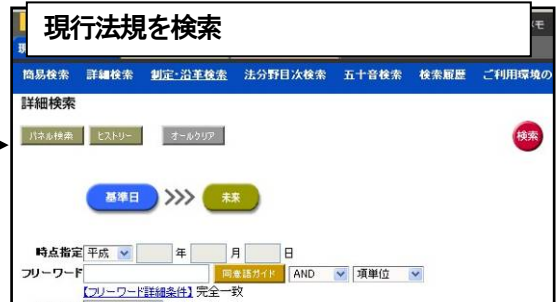 現行法規を検索
簡易検索 詳細検索 制定・沿革検索 法分野目次検索 五十音検索 検索履歴 ご利用環境の
詳細検索
パネル検索 ヒストリー オールクリア 検索
基準日 >>> 未来
時点指定 平成 年 月 日
フリーワード 同意語ガイド AND 項単位
【フリーワード詳細条件】 完全一致